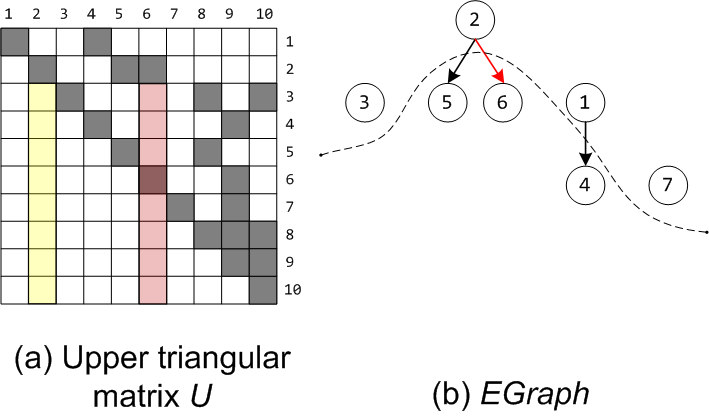 1 2 3 4 5 6 7 8 9 10
1
2
3
4
5
6
7
8
9
10
(a) Upper triangular
matrix U
2
3 5 6 1
4 7
(b) EGraph